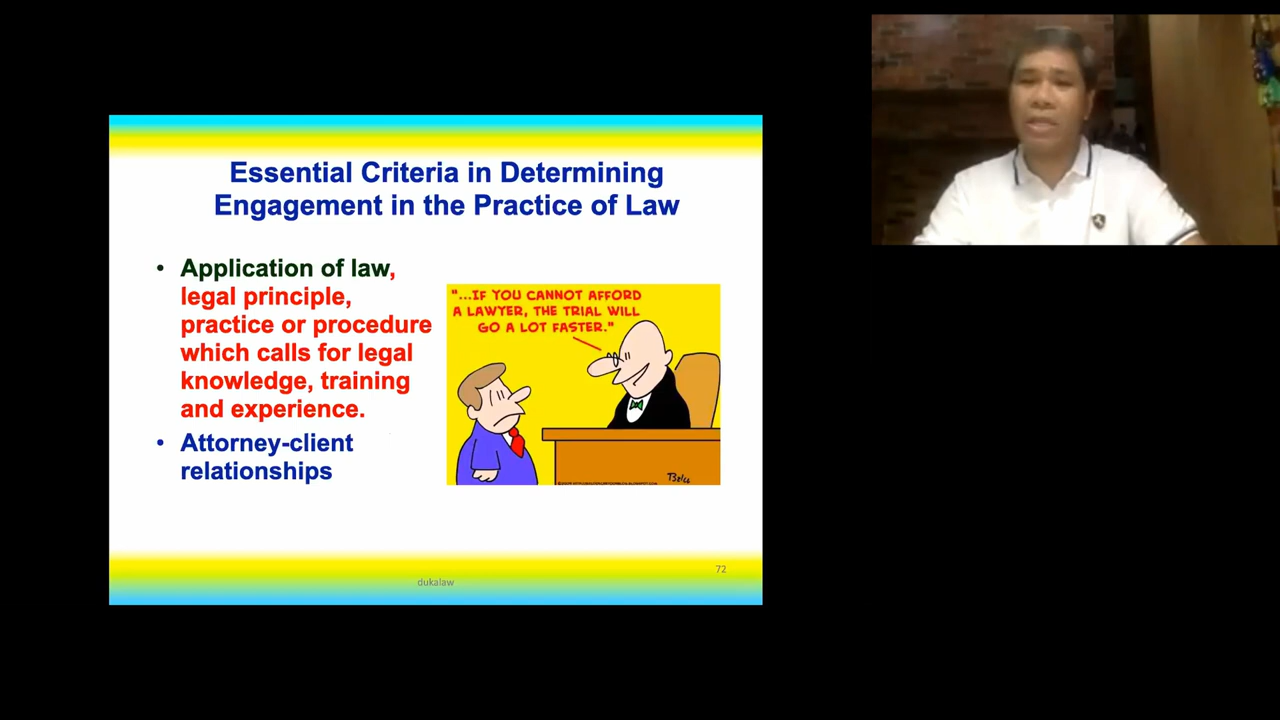 Essential Criteria in Determining
Engagement in the Practice of Law
• Application of law,
legal principle,
practice or procedure
which calls for legal
knowledge, training
and experience.
• Attorney-client
relationships
"...IF YOU CANNOT AFFORD
A LAWYER, THE TRIAL WILL
GO A LOT FASTER."
72
dukalaw